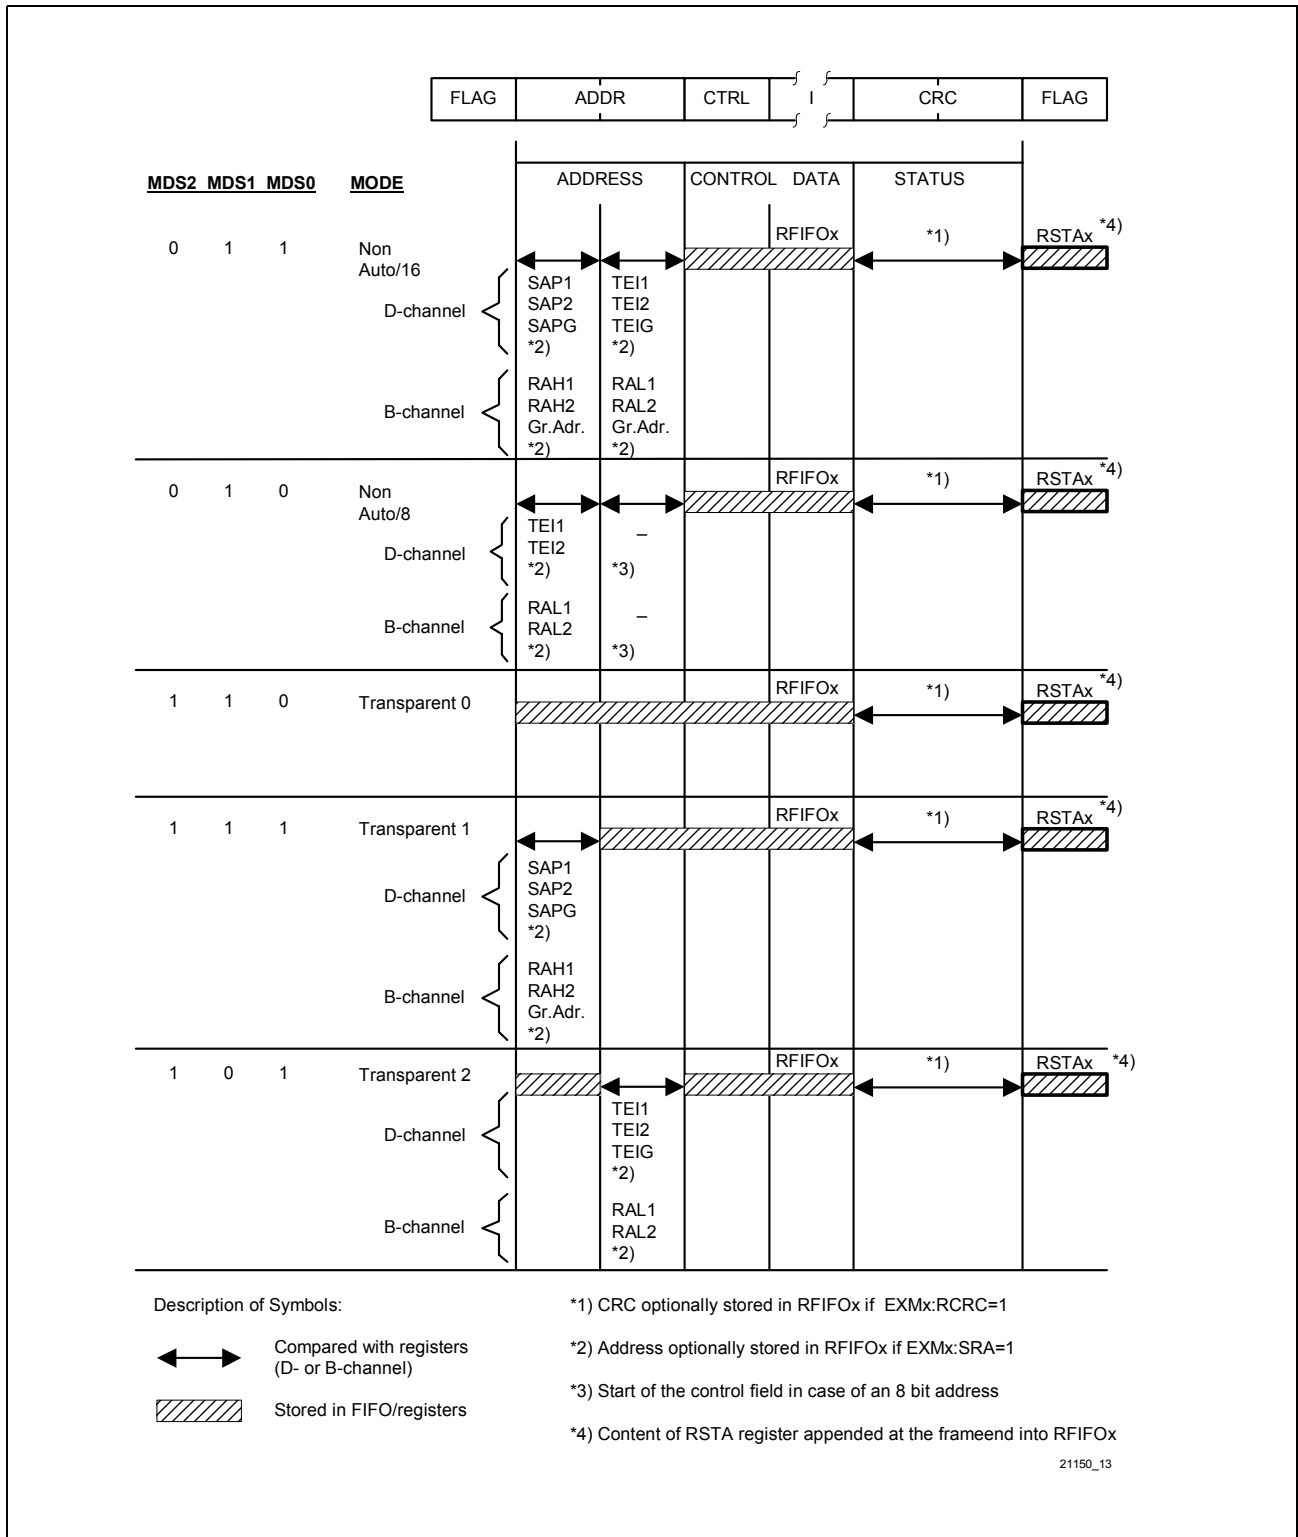 FLAG ADDR CTRL I CRC FLAG
MDS2 MDS1 MDS0 MODE ADDRESS CONTROL DATA STATUS
0 1 1 Non Auto/16 RFIFOx *1) RSTAx *4)
D-channel
SAP1 TEI1
SAP2 TEI2
SAPG TEIG
*2) *2)
B-channel
RAH1 RAL1
RAH2 RAL2
Gr.Adr. Gr.Adr.
*2) *2)
0 1 0 Non Auto/8 RFIFOx *1) RSTAx *4)
D-channel
TEI1 –
TEI2
*2) *3)
B-channel
RAL1 –
RAL2
*2) *3)
1 1 0 Transparent 0 RFIFOx *1) RSTAx *4)
1 1 1 Transparent 1 RFIFOx *1) RSTAx *4)
D-channel
SAP1
SAP2
SAPG
*2)
B-channel
RAH1
RAH2
Gr.Adr.
*2)
1 0 1 Transparent 2 RFIFOx *1) RSTAx *4)
D-channel
TEI1
TEI2
TEIG
*2)
B-channel
RAL1
RAL2
*2)
Description of Symbols:
Compared with registers
(D- or B-channel)
Stored in FIFO/registers
*1) CRC optionally stored in RFIFOx if EXMx:RCRC=1
*2) Address optionally stored in RFIFOx if EXMx:SRA=1
*3) Start of the control field in case of an 8 bit address
*4) Content of RSTA register appended at the frameend into RFIFOx
21150_13